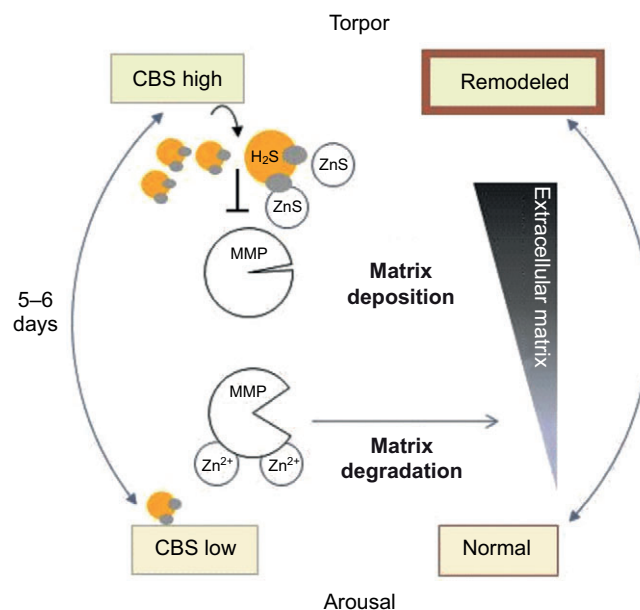 Torpor
CBS high
Remodeled
H₂S
ZnS
ZnS
MMP
Matrix
deposition
Extracellular matrix
5–6
days
MMP
Zn²⁺
Zn²⁺
Matrix
degradation
CBS low
Normal
Arousal